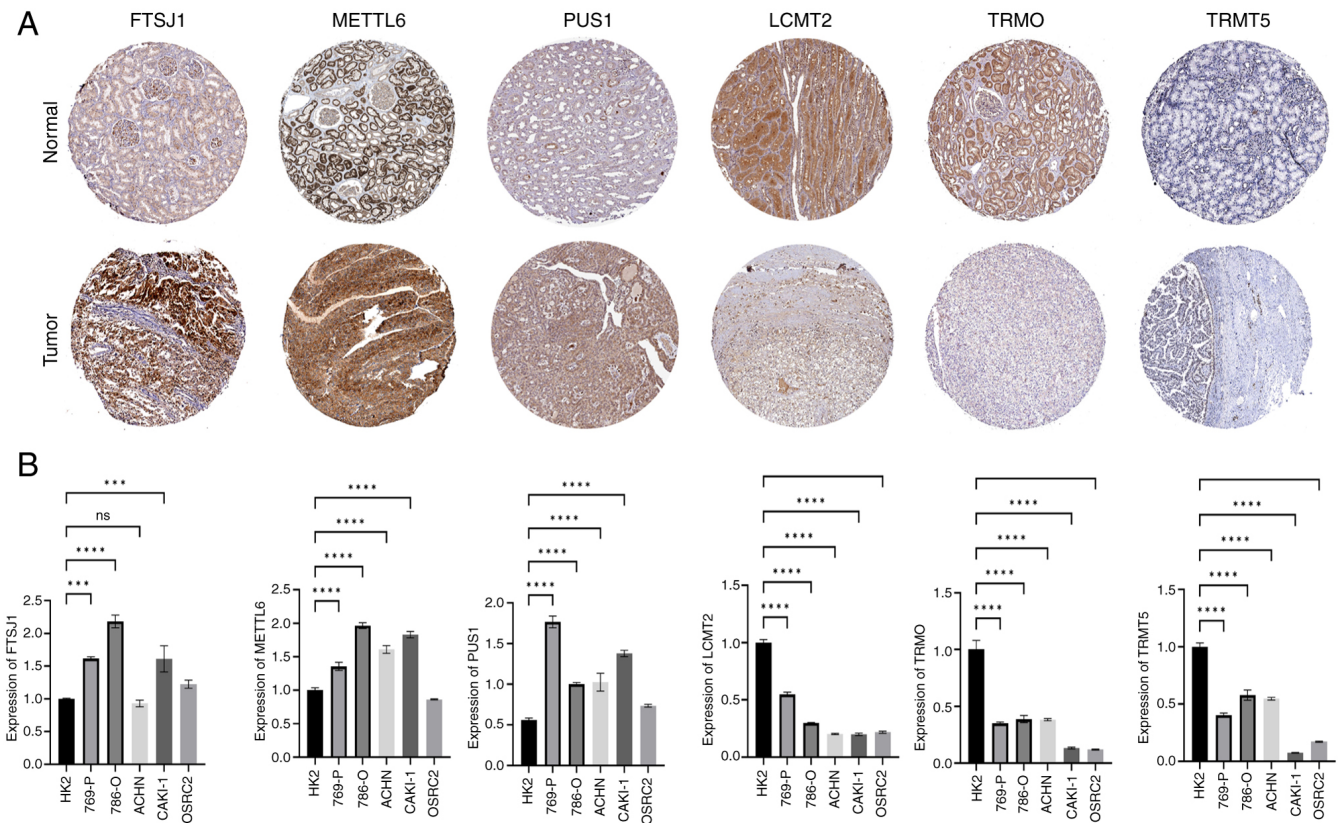 A
FTSJ1 METTL6 PUS1 LCMT2 TRMO TRMT5
Normal
Tumor
B
Expression of FTSJ1
2.5
2.0
1.5
1.0
0.5
0.0
***
ns
****
***
HK2 769-P 786-O ACHN CAKI-1 OSRC2
Expression of METTL6
2.5
2.0
1.5
1.0
0.5
0.0
****
****
****
****
HK2 769-P 786-O ACHN CAKI-1 OSRC2
Expression of PUS1
2.0
1.5
1.0
0.5
0.0
****
****
****
****
HK2 769-P 786-O ACHN CAKI-1 OSRC2
Expression of LCMT2
1.5
1.0
0.5
0.0
****
****
****
****
HK2 769-P 786-O ACHN CAKI-1 OSRC2
Expression of TRMO
1.5
1.0
0.5
0.0
****
****
****
****
HK2 769-P 786-O ACHN CAKI-1 OSRC2
Expression of TRMT5
1.5
1.0
0.5
0.0
****
****
****
****
HK2 769-P 786-O ACHN CAKI-1 OSRC2